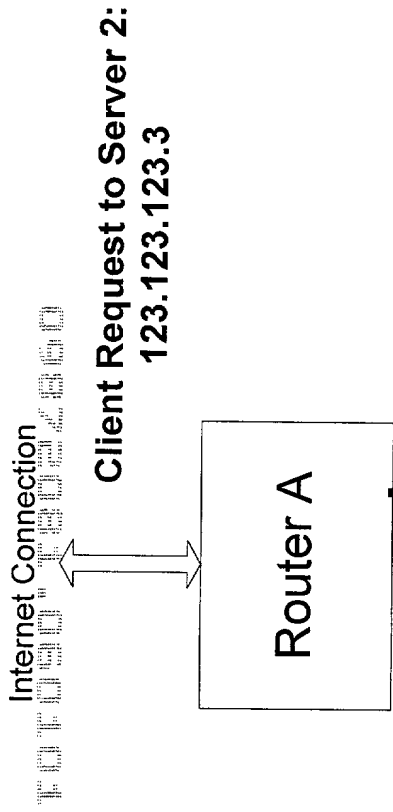 Internet Connection
Client Request to Server 2:
123.123.123.3
Router A